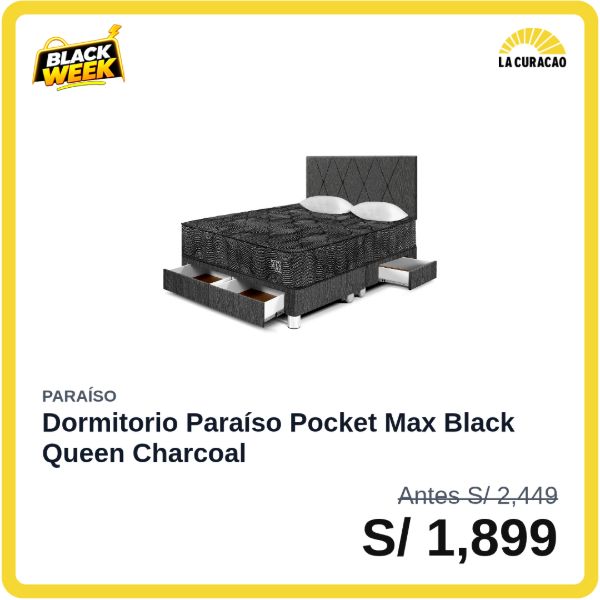 BLACK
WEEK
LA CURACAO
PARAÍSO
Dormitorio Paraíso Pocket Max Black
Queen Charcoal
Antes S/ 2,449
S/ 1,899